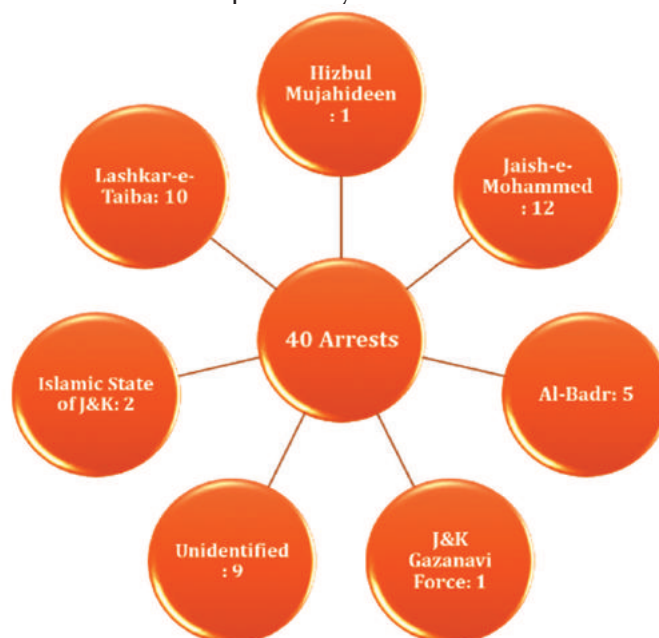 Hizbul
Mujahideen
: 1
Jaish-e-
Mohammed
: 12
Lashkar-e-
Taiba: 10
40 Arrests
Islamic State
of J&K: 2
Al-Badr: 5
Unidentified
: 9
J&K
Gazanavi
Force: 1